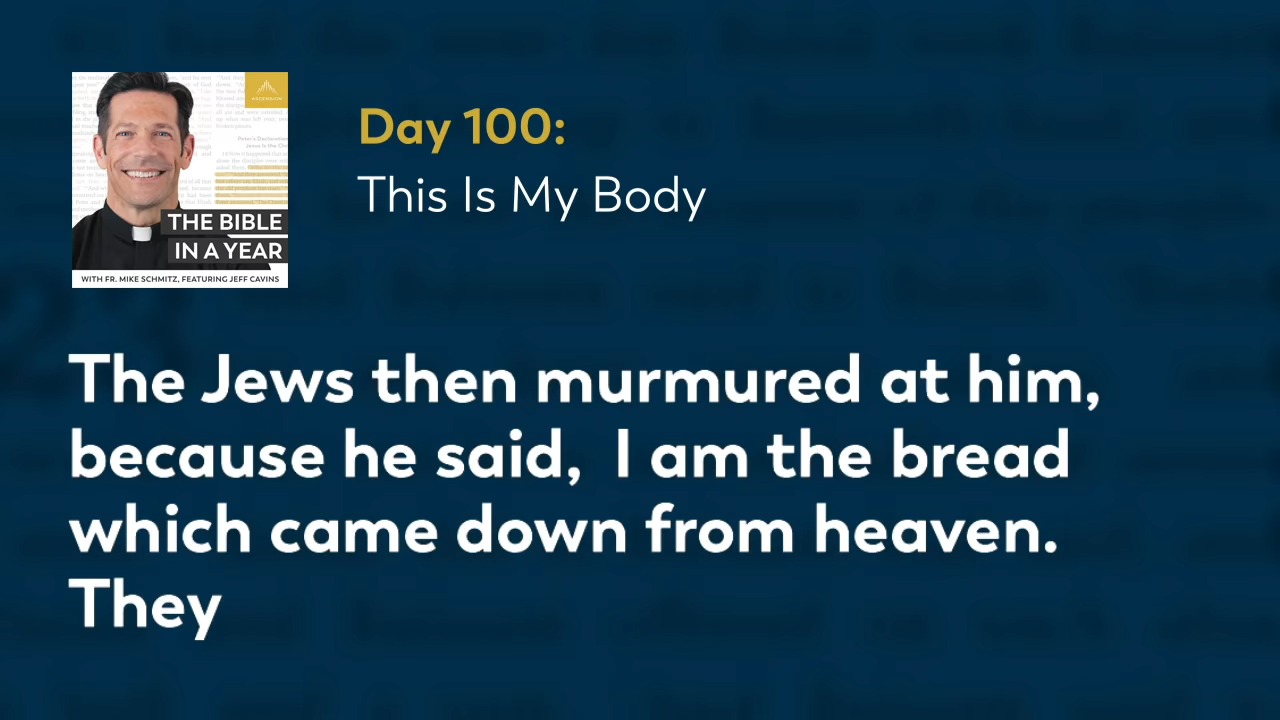 ASCENSION
THE BIBLE
IN A YEAR
WITH FR. MIKE SCHMITZ, FEATURING JEFF CAVINS
Day 100:
This Is My Body
The Jews then murmured at him,
because he said,  I am the bread
which came down from heaven.
They